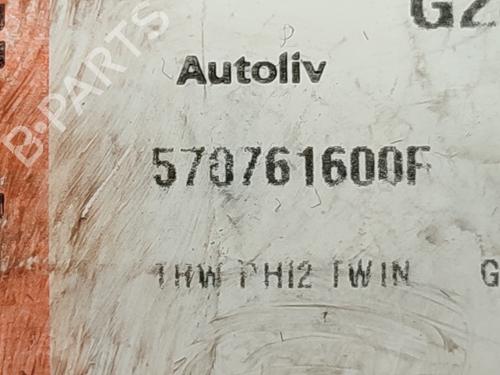 G2
Autoliv
570761600F
THW PHI2 TWIN G
B-PARTS